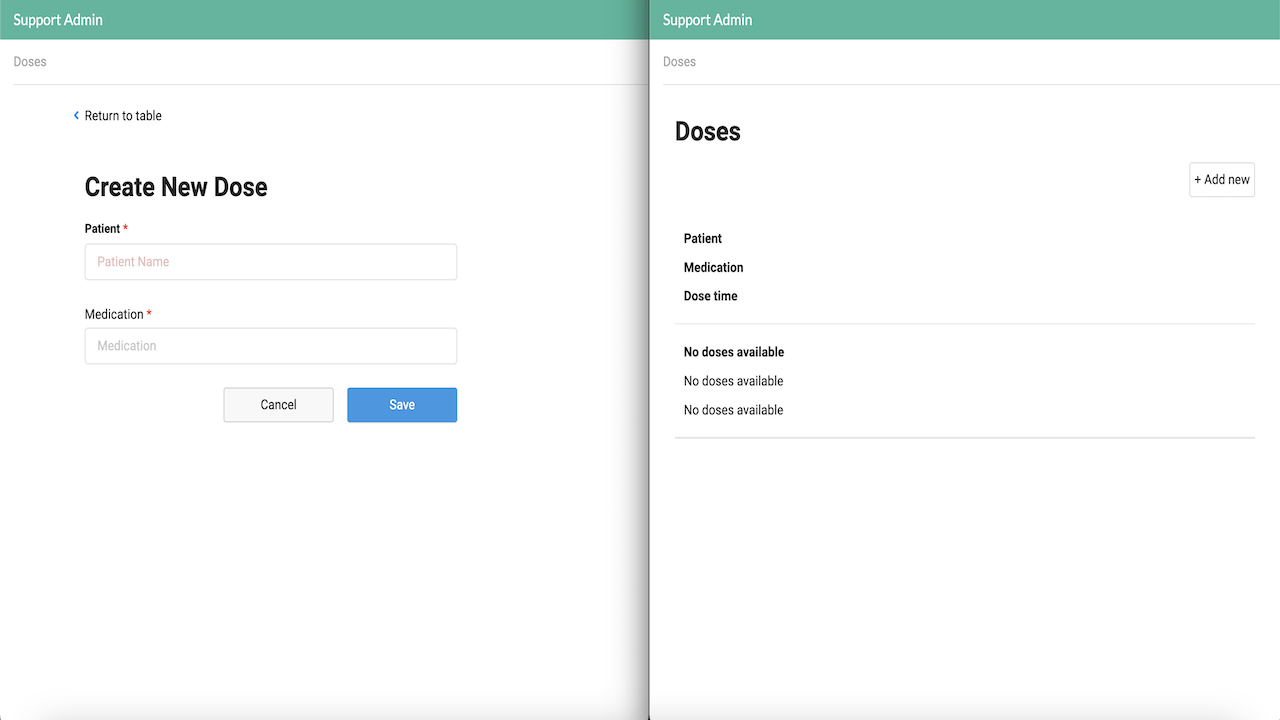 Support Admin
Doses
Return to table
Create New Dose
Patient *
Patient Name
Medication *
Medication
Cancel
Save
Support Admin
Doses
Doses
+ Add new
Patient
Medication
Dose time
No doses available
No doses available
No doses available